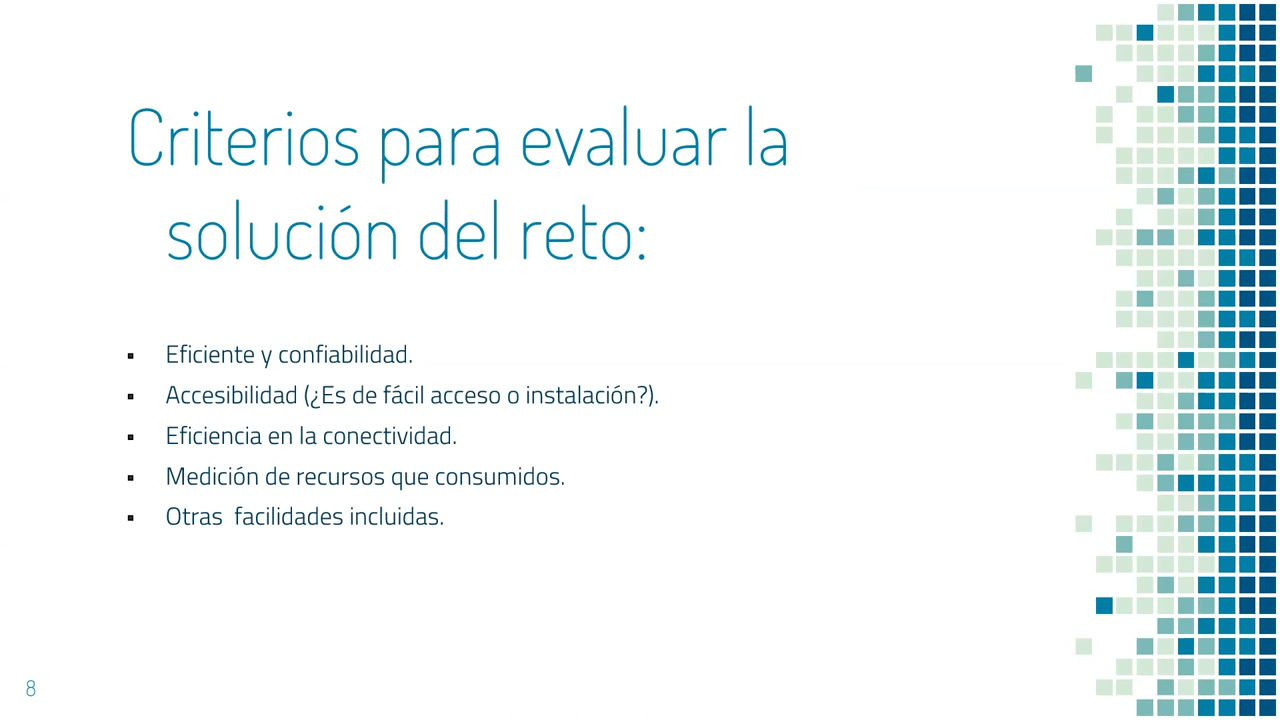 Criterios para evaluar la
solución del reto:
▪ Eficiente y confiabilidad.
▪ Accesibilidad (¿Es de fácil acceso o instalación?).
▪ Eficiencia en la conectividad.
▪ Medición de recursos que consumidos.
▪ Otras  facilidades incluidas.
8